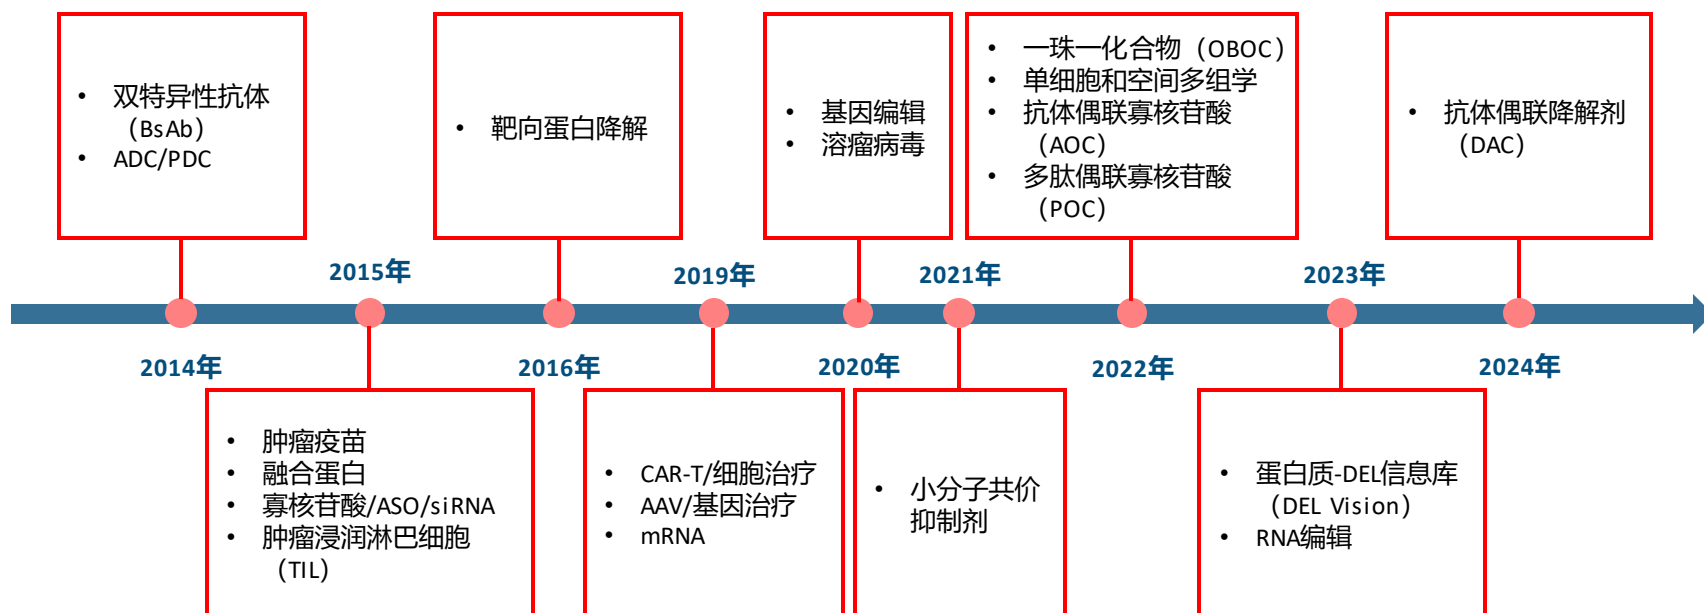 • 双特异性抗体
（BsAb）
• ADC/PDC
• 靶向蛋白降解
• 基因编辑
• 溶瘤病毒
• 一珠一化合物（OBOC）
• 单细胞和空间多组学
• 抗体偶联寡核苷酸
（AOC）
• 多肽偶联寡核苷酸
（POC）
• 抗体偶联降解剂
（DAC）
2015年
2019年
2021年
2023年
2014年
2016年
2020年
2022年
2024年
• 肿瘤疫苗
• 融合蛋白
• 寡核苷酸/ASO/siRNA
• 肿瘤浸润淋巴细胞
（TIL）
• CAR-T/细胞治疗
• AAV/基因治疗
• mRNA
• 小分子共价
抑制剂
• 蛋白质-DEL信息库
（DEL Vision）
• RNA编辑